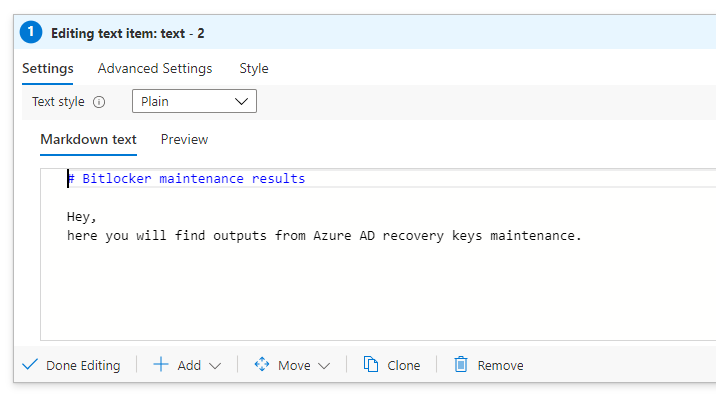 1 Editing text item: text - 2
Settings Advanced Settings Style
Text style Plain
Markdown text Preview
# Bitlocker maintenance results
Hey,
here you will find outputs from Azure AD recovery keys maintenance.
Done Editing Add Move Clone Remove